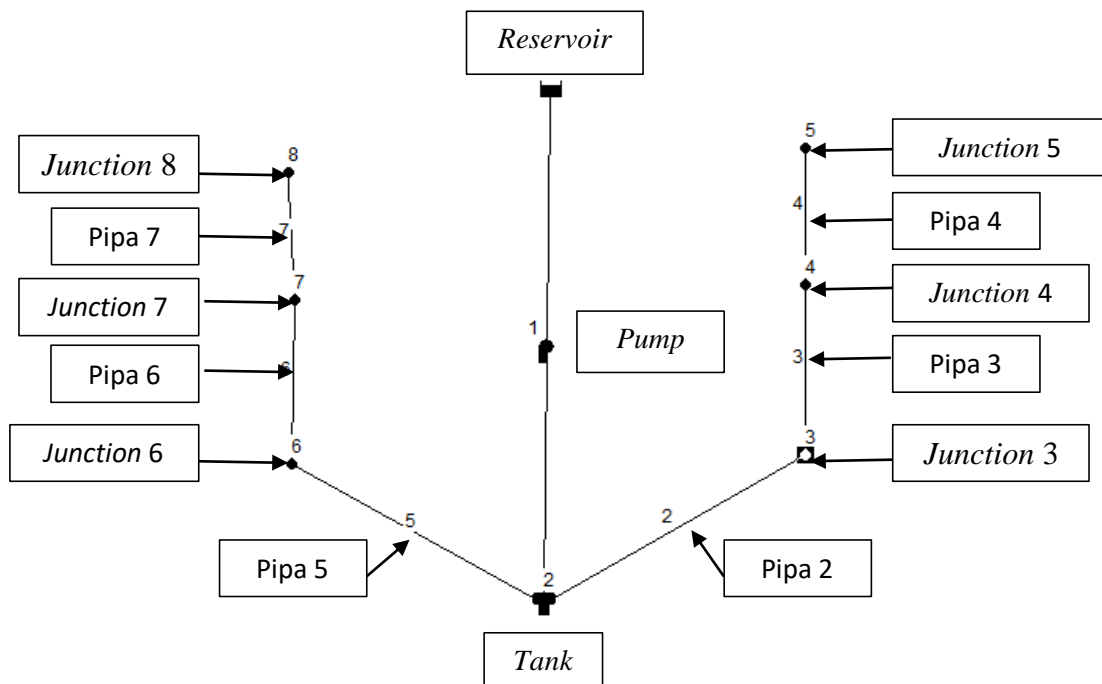 Reservoir
8
Junction 8
5
Junction 5
7
Pipa 7
4
Pipa 4
7
Junction 7
4
Junction 4
1
Pump
6
Pipa 6
3
Pipa 3
6
Junction 6
3
Junction 3
5
Pipa 5
2
Pipa 2
2
Tank